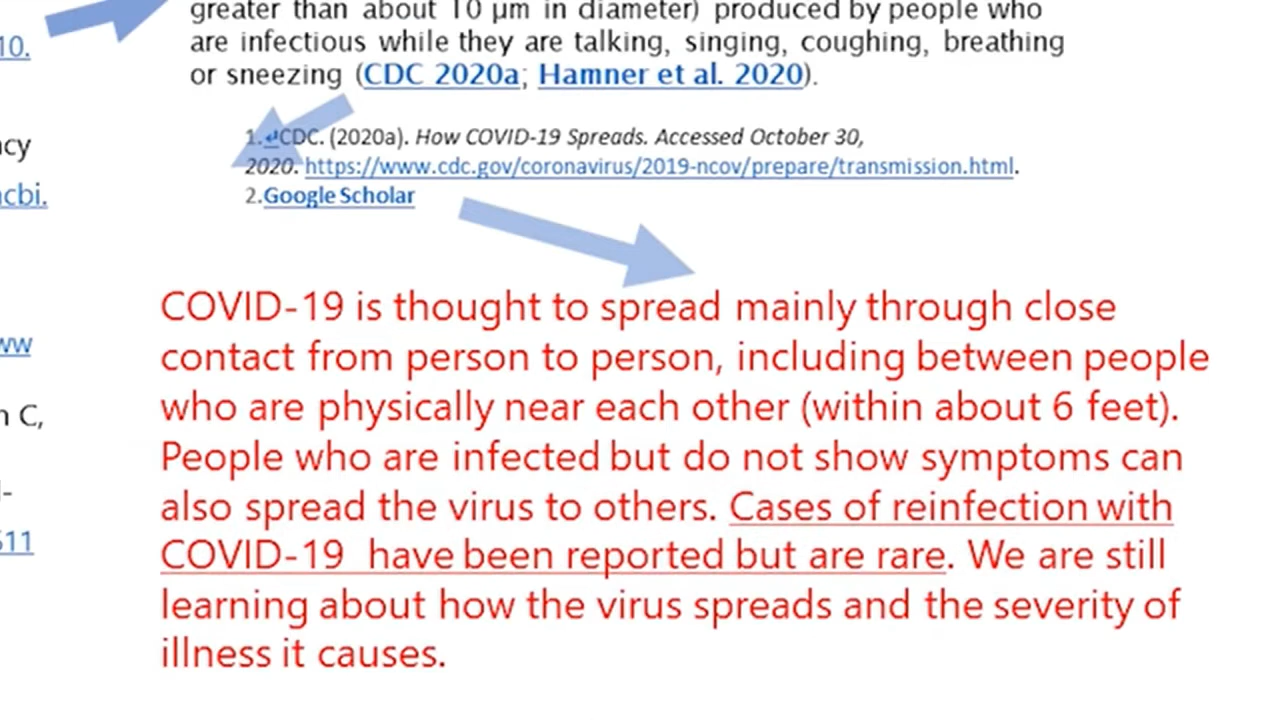 greater than about 10 μm in diameter) produced by people who
10.
are infectious while they are talking, singing, coughing, breathing
or sneezing (CDC 2020a; Hamner et al. 2020).
1.↵CDC. (2020a). How COVID-19 Spreads. Accessed October 30,
2020. https://www.cdc.gov/coronavirus/2019-ncov/prepare/transmission.html.
2.Google Scholar
COVID-19 is thought to spread mainly through close
contact from person to person, including between people
who are physically near each other (within about 6 feet).
n C,
People who are infected but do not show symptoms can
also spread the virus to others. Cases of reinfection with
COVID-19 have been reported but are rare. We are still
learning about how the virus spreads and the severity of
illness it causes.